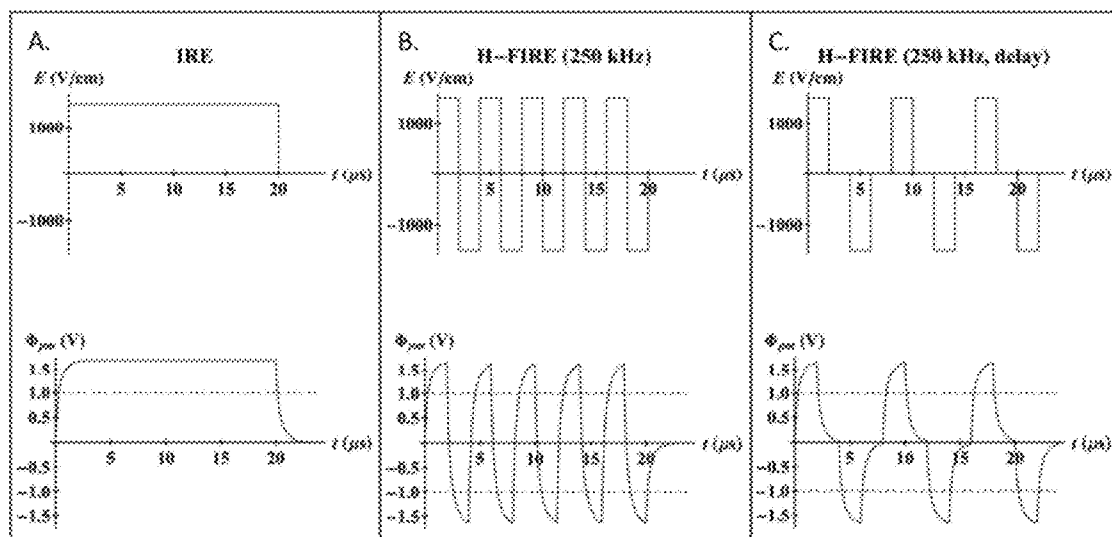 A.
IRE
E (V/cm)
1000
5 10 15 20 t (μs)
−1000
Φpor (V)
1.5
1.0
0.5
5 10 15 20 t (μs)
−0.5
−1.0
−1.5
B.
H−FIRE (250 kHz)
E (V/cm)
1000
5 10 15 20 t (μs)
−1000
Φpor (V)
1.5
1.0
0.5
5 10 15 20 t (μs)
−0.5
−1.0
−1.5
C.
H−FIRE (250 kHz, delay)
E (V/cm)
1000
5 10 15 20 t (μs)
−1000
Φpor (V)
1.5
1.0
0.5
5 10 15 20 t (μs)
−0.5
−1.0
−1.5